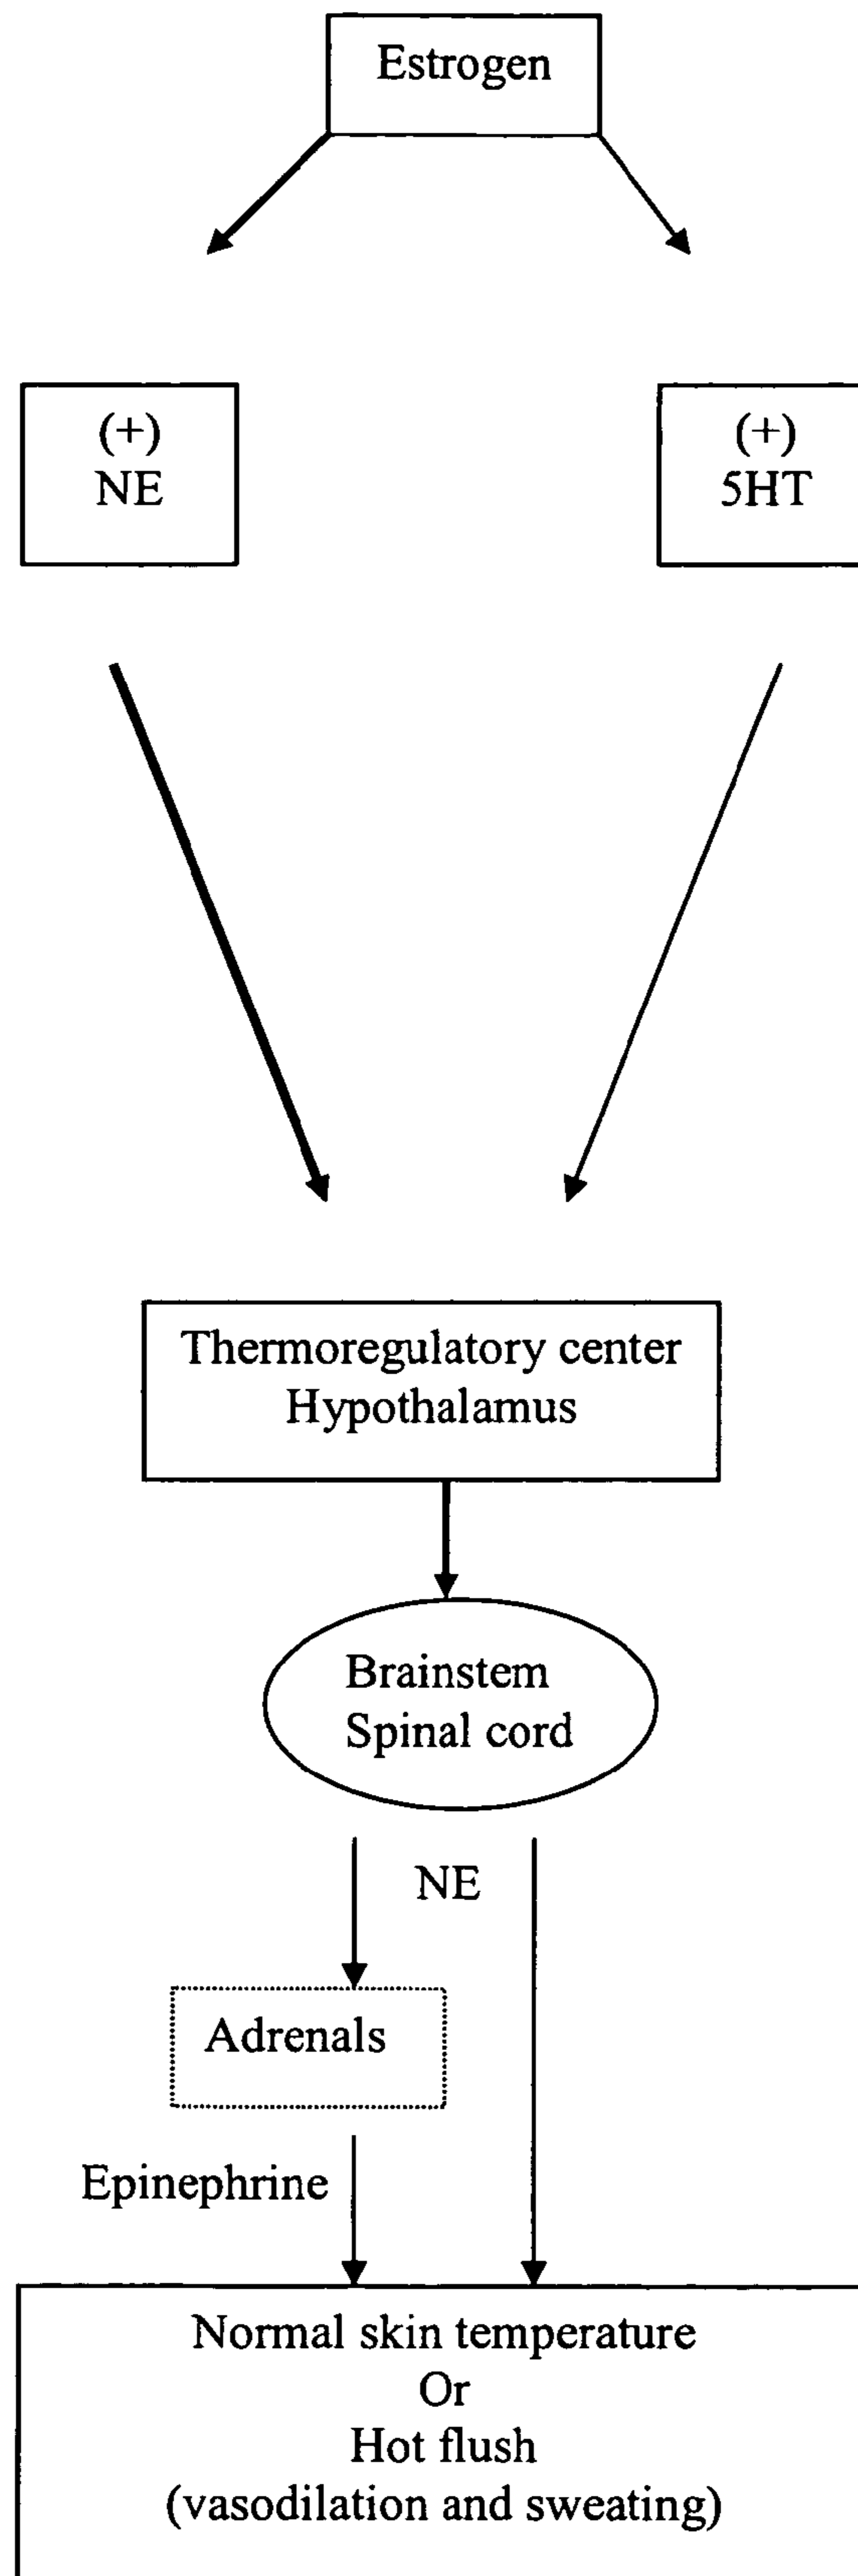 Estrogen
(+)
NE
(+)
5HT
Thermoregulatory center
Hypothalamus
Brainstem
Spinal cord
NE
Adrenals
Epinephrine
Normal skin temperature
Or
Hot flush
(vasodilation and sweating)